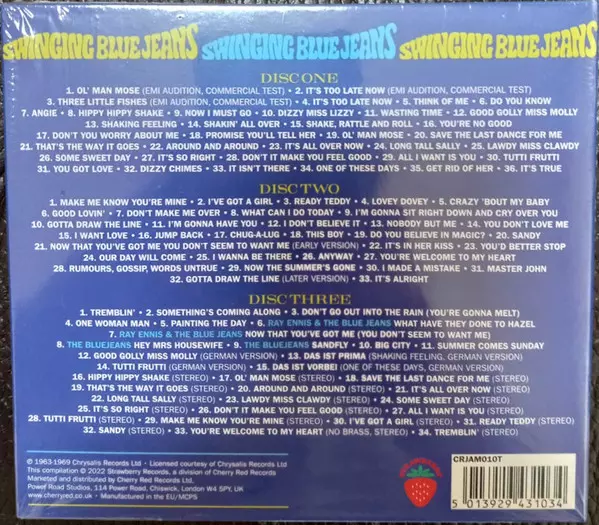 SWINGING BLUE JEANS SWINGING BLUE JEANS SWINGING BLUE JEANS
DISC ONE
1. OL' MAN MOSE (EMI AUDITION, COMMERCIAL TEST) • 2. IT'S TOO LATE NOW (EMI AUDITION, COMMERCIAL TEST)
3. THREE LITTLE FISHES (EMI AUDITION, COMMERCIAL TEST) • 4. IT'S TOO LATE NOW • 5. THINK OF ME • 6. DO YOU KNOW
7. ANGIE • 8. HIPPY HIPPY SHAKE • 9. NOW I MUST GO • 10. DIZZY MISS LIZZY • 11. WASTING TIME • 12. GOOD GOLLY MISS MOLLY
13. SHAKING FEELING • 14. SHAKIN' ALL OVER • 15. SHAKE, RATTLE AND ROLL • 16. YOU'RE NO GOOD
17. DON'T YOU WORRY ABOUT ME • 18. PROMISE YOU'LL TELL HER • 19. OL' MAN MOSE • 20. SAVE THE LAST DANCE FOR ME
21. THAT'S THE WAY IT GOES • 22. AROUND AND AROUND • 23. IT'S ALL OVER NOW • 24. LONG TALL SALLY • 25. LAWDY MISS CLAWDY
26. SOME SWEET DAY • 27. IT'S SO RIGHT • 28. DON'T IT MAKE YOU FEEL GOOD • 29. ALL I WANT IS YOU • 30. TUTTI FRUTTI
31. YOU GOT LOVE • 32. DIZZY CHIMES • 33. IT ISN'T THERE • 34. ONE OF THESE DAYS • 35. GET RID OF HER • 36. IT'S TRUE
DISC TWO
1. MAKE ME KNOW YOU'RE MINE • 2. I'VE GOT A GIRL • 3. READY TEDDY • 4. LOVEY DOVEY • 5. CRAZY 'BOUT MY BABY
6. GOOD LOVIN' • 7. DON'T MAKE ME OVER • 8. WHAT CAN I DO TODAY • 9. I'M GONNA SIT RIGHT DOWN AND CRY OVER YOU
10. GOTTA DRAW THE LINE • 11. I'M GONNA HAVE YOU • 12. I DON'T BELIEVE IT • 13. NOBODY BUT ME • 14. YOU DON'T LOVE ME
15. I WANT LOVE • 16. JUMP BACK • 17. CHUG-A-LUG • 18. THIS BOY • 19. DO YOU BELIEVE IN MAGIC? • 20. SANDY
21. NOW THAT YOU'VE GOT ME YOU DON'T SEEM TO WANT ME (EARLY VERSION) • 22. IT'S IN HER KISS • 23. YOU'D BETTER STOP
24. OUR DAY WILL COME • 25. I WANNA BE THERE • 26. ANYWAY • 27. YOU'RE WELCOME TO MY HEART
28. RUMOURS, GOSSIP, WORDS UNTRUE • 29. NOW THE SUMMER'S GONE • 30. I MADE A MISTAKE • 31. MASTER JOHN
32. GOTTA DRAW THE LINE (LATER VERSION) • 33. IT'S ALRIGHT
DISC THREE
1. TREMBLIN' • 2. SOMETHING'S COMING ALONG • 3. DON'T GO OUT INTO THE RAIN (YOU'RE GONNA MELT)
4. ONE WOMAN MAN • 5. PAINTING THE DAY • 6. RAY ENNIS & THE BLUE JEANS WHAT HAVE THEY DONE TO HAZEL
7. RAY ENNIS & THE BLUE JEANS NOW THAT YOU'VE GOT ME (YOU DON'T SEEM TO WANT ME)
8. THE BLUEJEANS HEY MRS HOUSEWIFE • 9. THE BLUEJEANS SANDFLY • 10. BIG CITY • 11. SUMMER COMES SUNDAY
12. GOOD GOLLY MISS MOLLY (GERMAN VERSION) • 13. DAS IST PRIMA (SHAKING FEELING, GERMAN VERSION)
14. TUTTI FRUTTI (GERMAN VERSION) • 15. DAS IST VORBEI (ONE OF THESE DAYS, GERMAN VERSION)
16. HIPPY HIPPY SHAKE (STEREO) • 17. OL' MAN MOSE (STEREO) • 18. SAVE THE LAST DANCE FOR ME (STEREO)
19. THAT'S THE WAY IT GOES (STEREO) • 20. AROUND AND AROUND (STEREO) • 21. IT'S ALL OVER NOW (STEREO)
22. LONG TALL SALLY (STEREO) • 23. LAWDY MISS CLAWDY (STEREO) • 24. SOME SWEET DAY (STEREO)
25. IT'S SO RIGHT (STEREO) • 26. DON'T IT MAKE YOU FEEL GOOD (STEREO) • 27. ALL I WANT IS YOU (STEREO)
28. TUTTI FRUTTI (STEREO) • 29. MAKE ME KNOW YOU'RE MINE (STEREO) • 30. I'VE GOT A GIRL (STEREO) • 31. READY TEDDY (STEREO)
32. SANDY (STEREO) • 33. YOU'RE WELCOME TO MY HEART (NO BRASS, STEREO) • 34. TREMBLIN' (STEREO)
℗ 1963-1969 Chrysalis Records Ltd • Licensed courtesy of Chrysalis Records Ltd
This compilation © 2022 Strawberry Records, a division of Cherry Red Records
Marketed and distributed by Cherry Red Records Ltd.
Power Road Studios, 114 Power Road, Chiswick, London W4 5PY, UK
www.cherryred.co.uk • Manufactured in the EU/MCPS
CRJAM010T
5 013929 431034